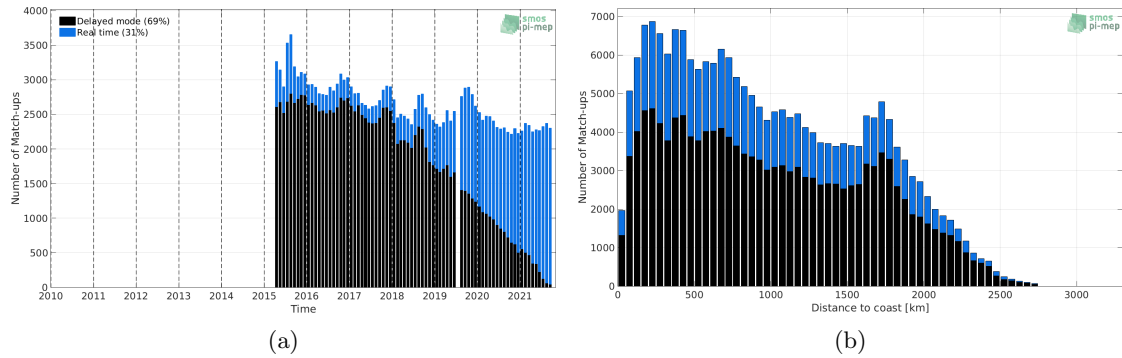 Delayed mode (69%)
Real time (31%)
smos
pi-mep
4000
3500
3000
2500
2000
1500
1000
500
0
Number of Match-ups
2010 2011 2012 2013 2014 2015 2016 2017 2018 2019 2020 2021
Time
(a)
smos
pi-mep
7000
6000
5000
4000
3000
2000
1000
0
Number of Match-ups
0 500 1000 1500 2000 2500 3000
Distance to coast [km]
(b)